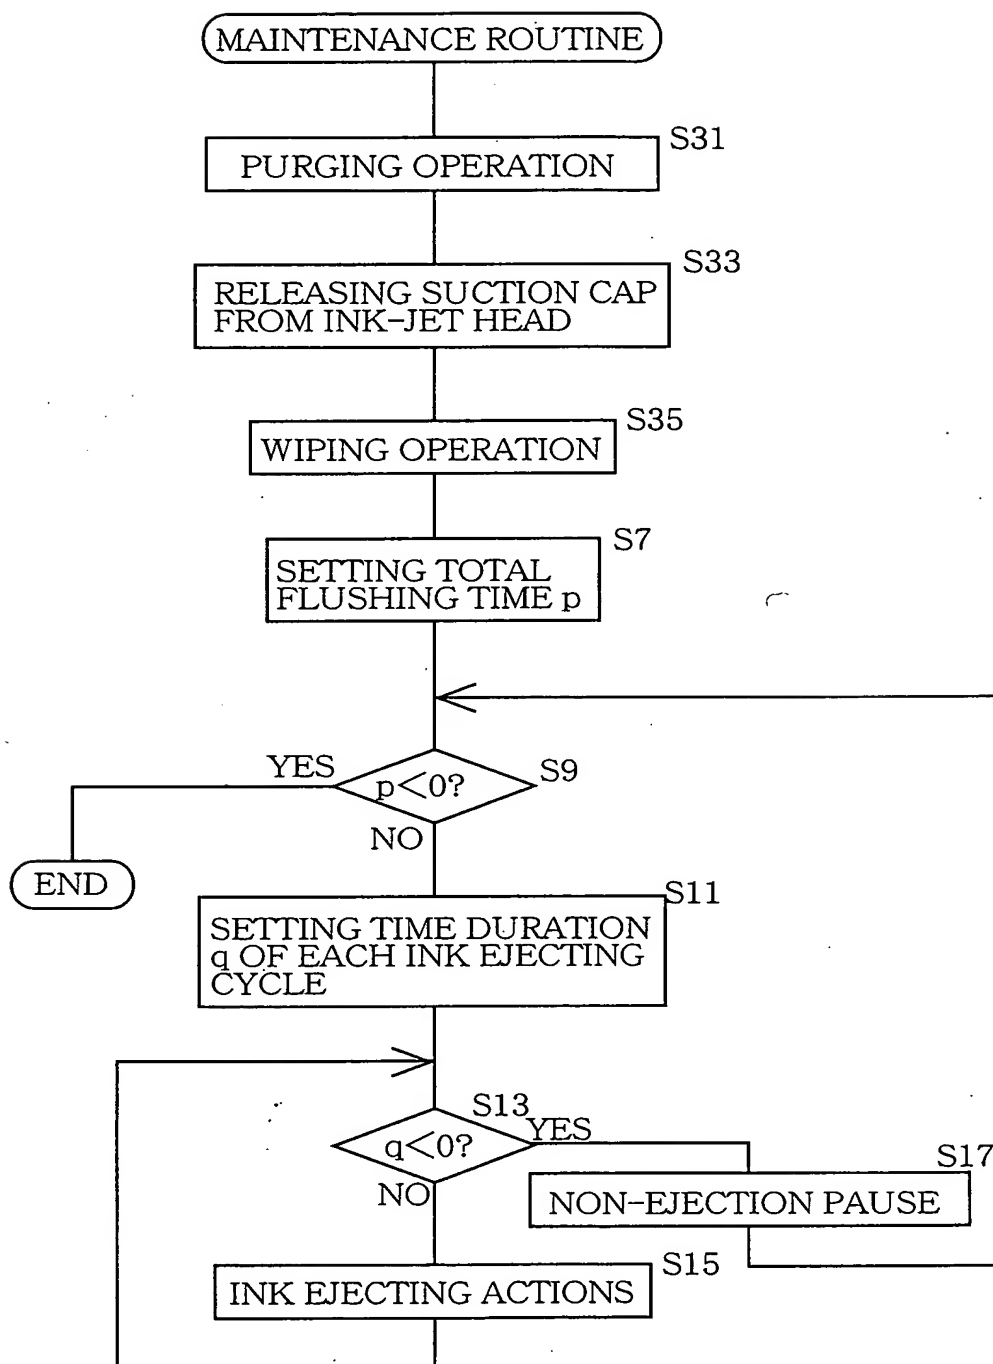 MAINTENANCE ROUTINE
S31
PURGING OPERATION
S33
RELEASING SUCTION CAP
FROM INK-JET HEAD
S35
WIPING OPERATION
S7
SETTING TOTAL
FLUSHING TIME p
YES
p<0?
S9
NO
END
S11
SETTING TIME DURATION
q OF EACH INK EJECTING
CYCLE
S13
q<0?
YES
NO
S17
NON-EJECTION PAUSE
S15
INK EJECTING ACTIONS